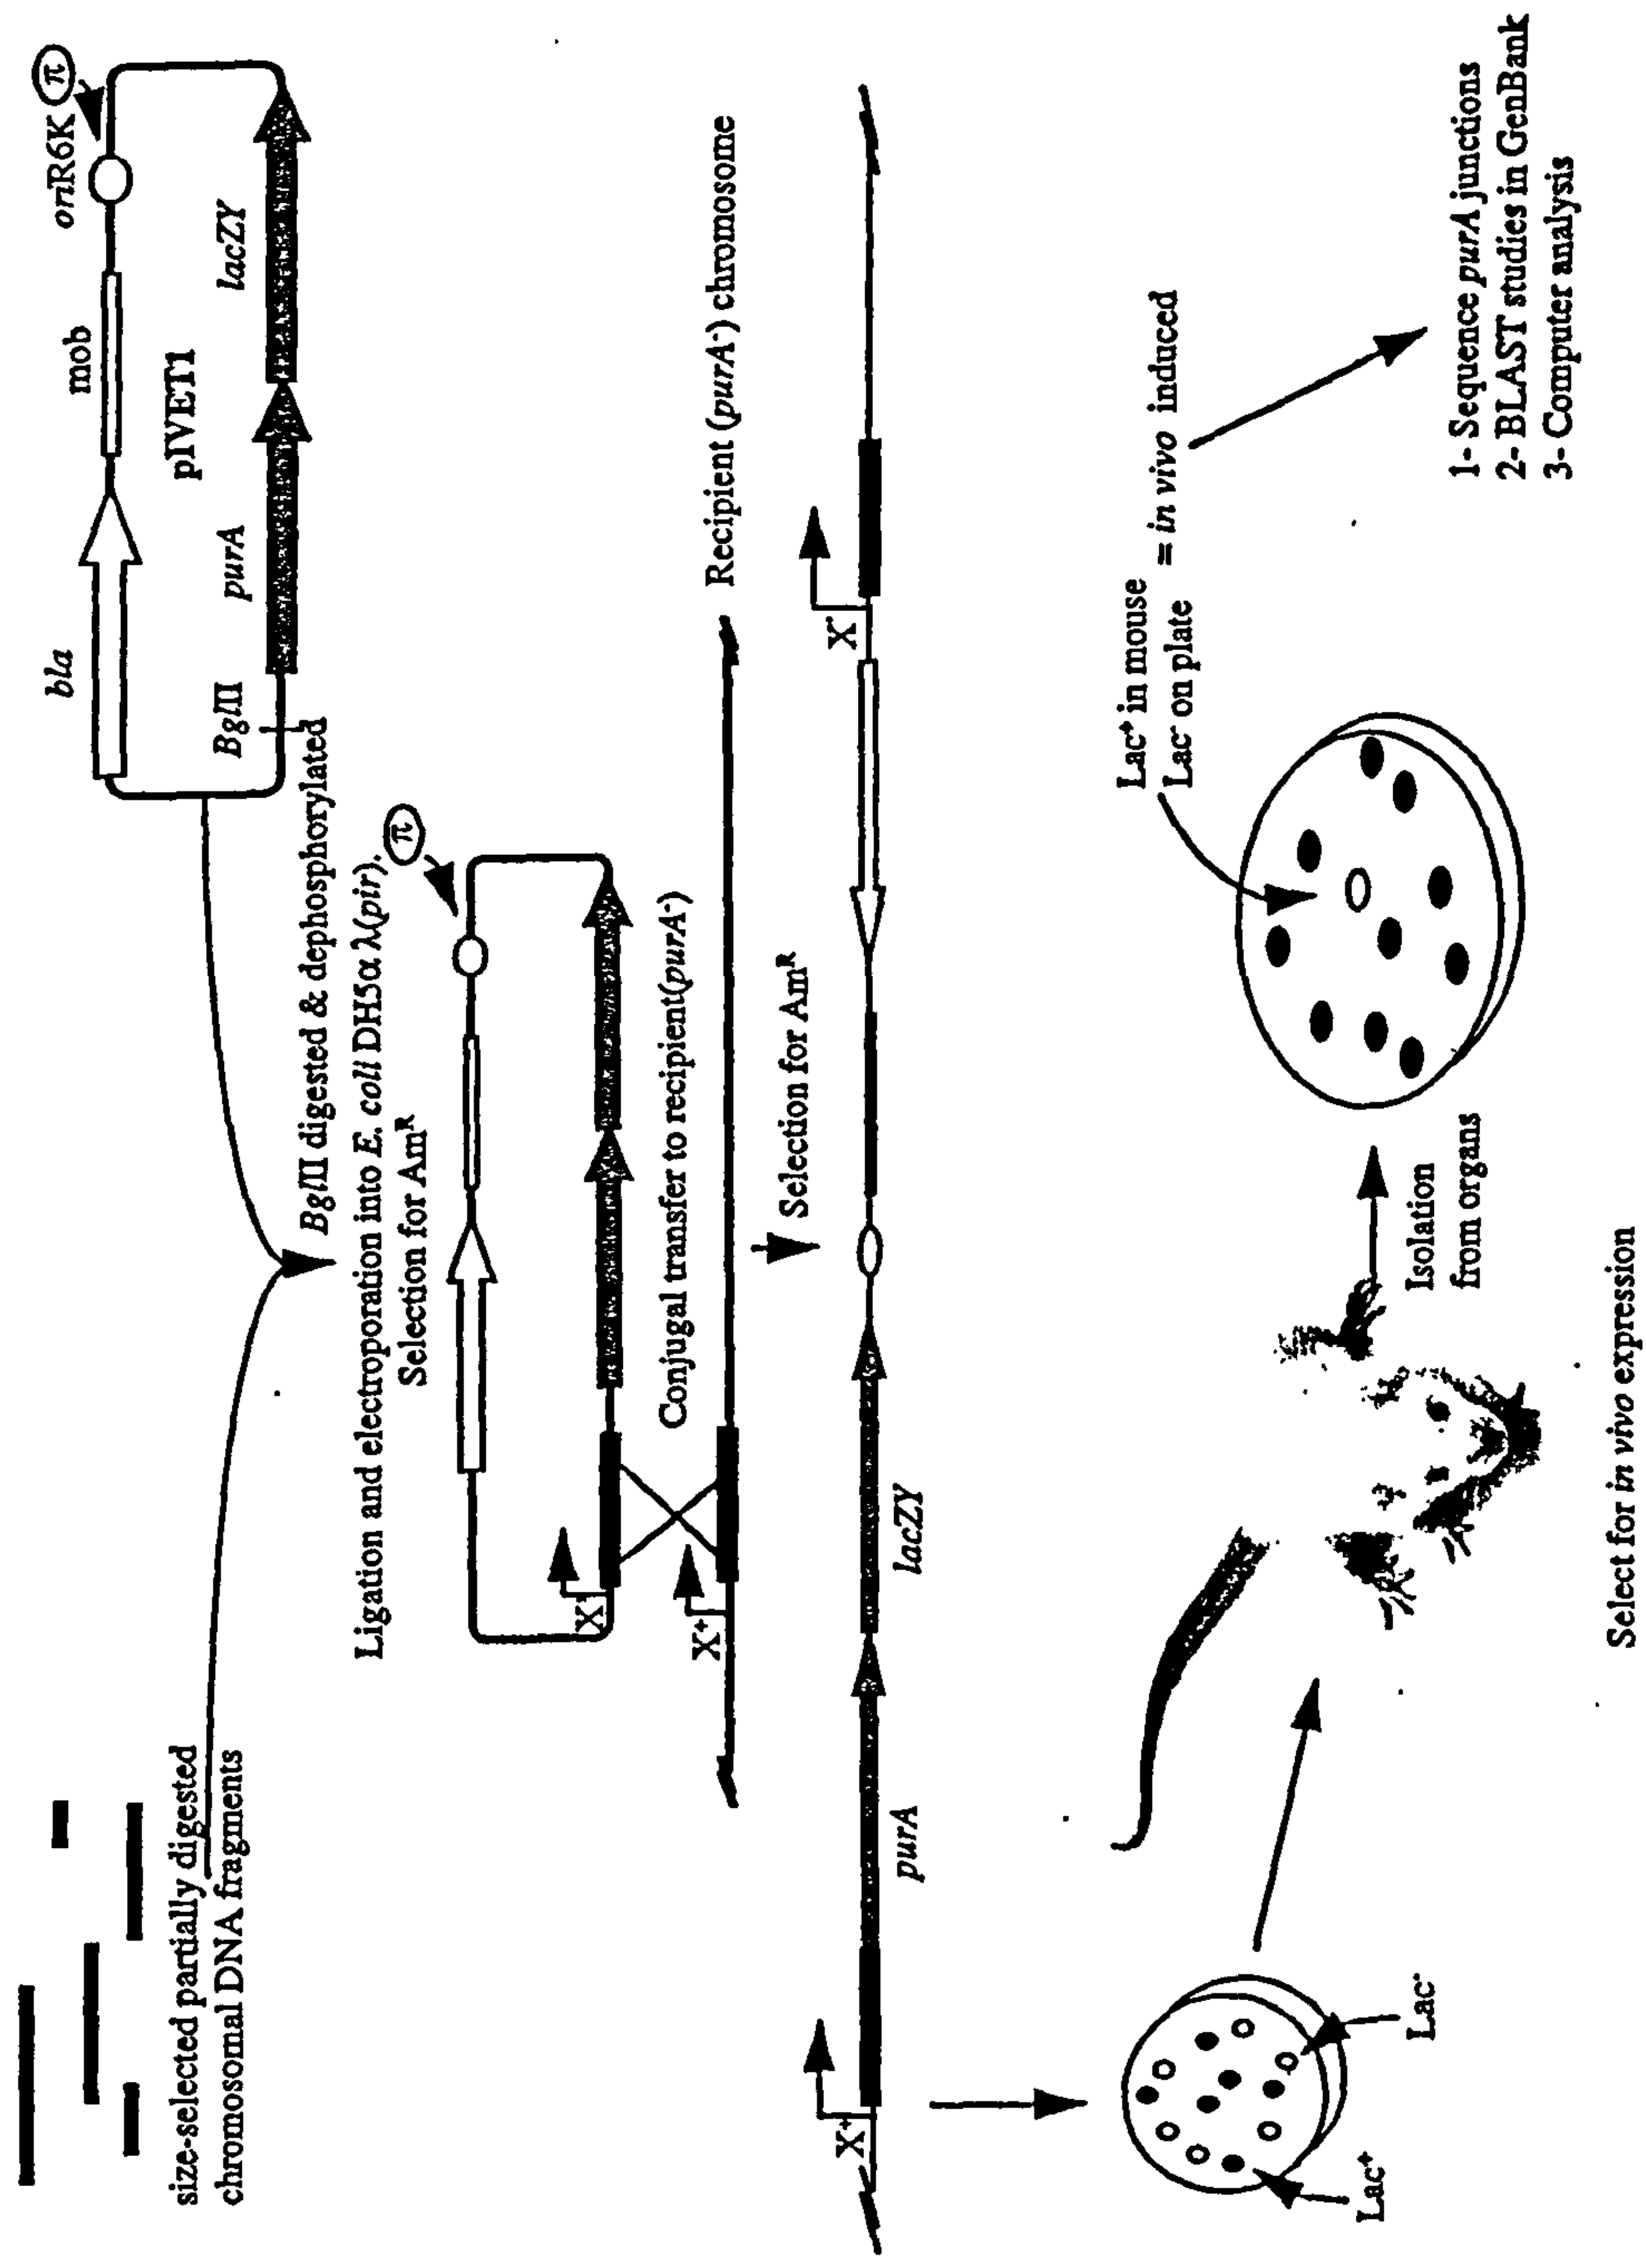 size-selected partially digested
chromosomal DNA fragments
bla
mob
oriR6K
π
pIVET1
BglII
purA
lacZY
BglII digested & dephosphorylated
Ligation and electroporation into E. coli DH5α λ(pir).
Selection for Am^R
π
X⁻
Conjugal transfer to recipient(purA⁻)
X⁺
Recipient (purA⁻) chromosome
Selection for Am^R
X⁺
purA
lacZY
X⁻
Lac⁺
Lac⁻
Isolation
from organs
Lac⁺ in mouse
Lac⁻ on plate
= in vivo induced
Select for in vivo expression
1- Sequence purA junctions
2- BLAST studies in GenBank
3- Computer analysis